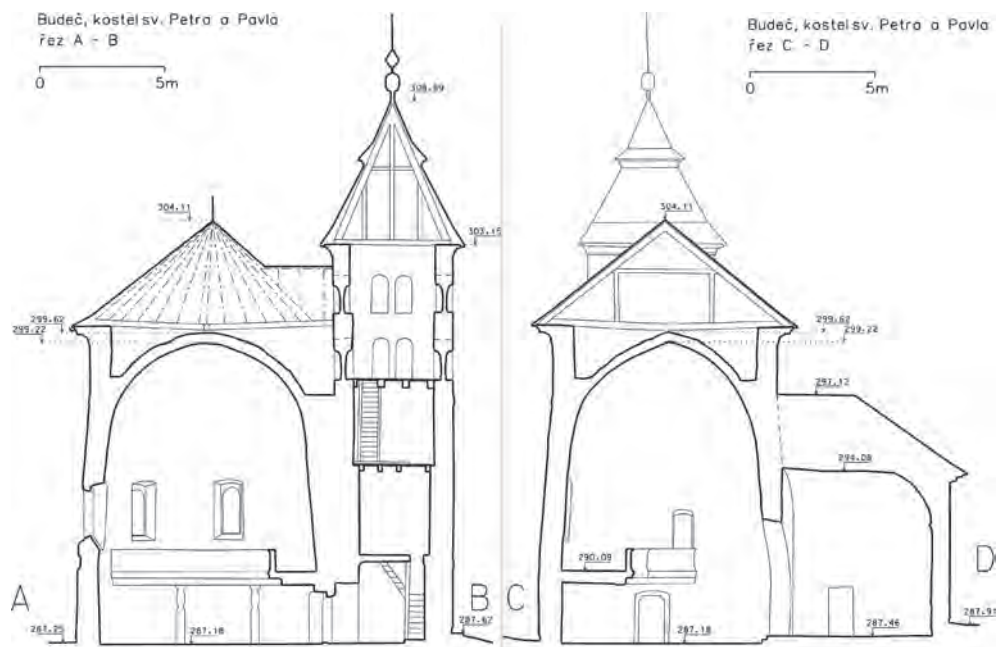 Budeč, kostel sv. Petra a Pavla
řez A - B
0 5m
Budeč, kostel sv. Petra a Pavla
řez C - D
0 5m
308.89
304.11
303.15
299.62
299.22
A
B
287.25
287.18
287.62
304.11
299.62
299.22
297.12
294.08
290.09
C
D
287.18
287.46
287.91